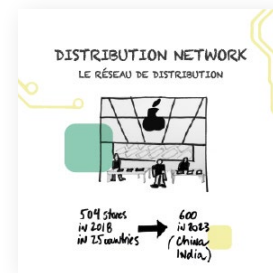 DISTRIBUTION NETWORK
LE RÉSEAU DE DISTRIBUTION
504 stores
in 2018
in 25 countries
600
in 2023
(China
India)